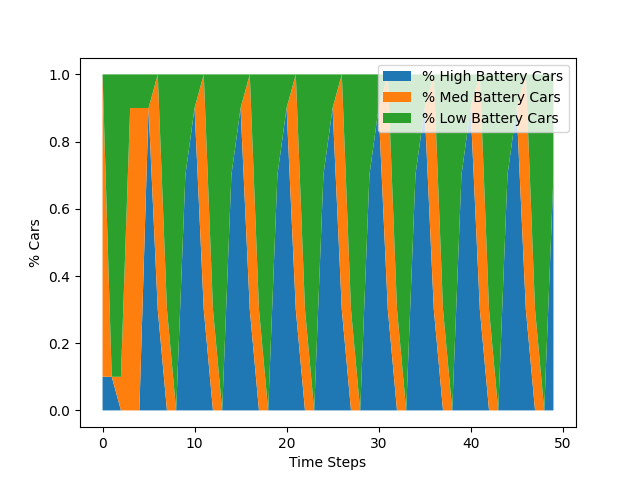 1.0
0.8
0.6
0.4
0.2
0.0
% Cars
% High Battery Cars
% Med Battery Cars
% Low Battery Cars
0 10 20 30 40 50
Time Steps